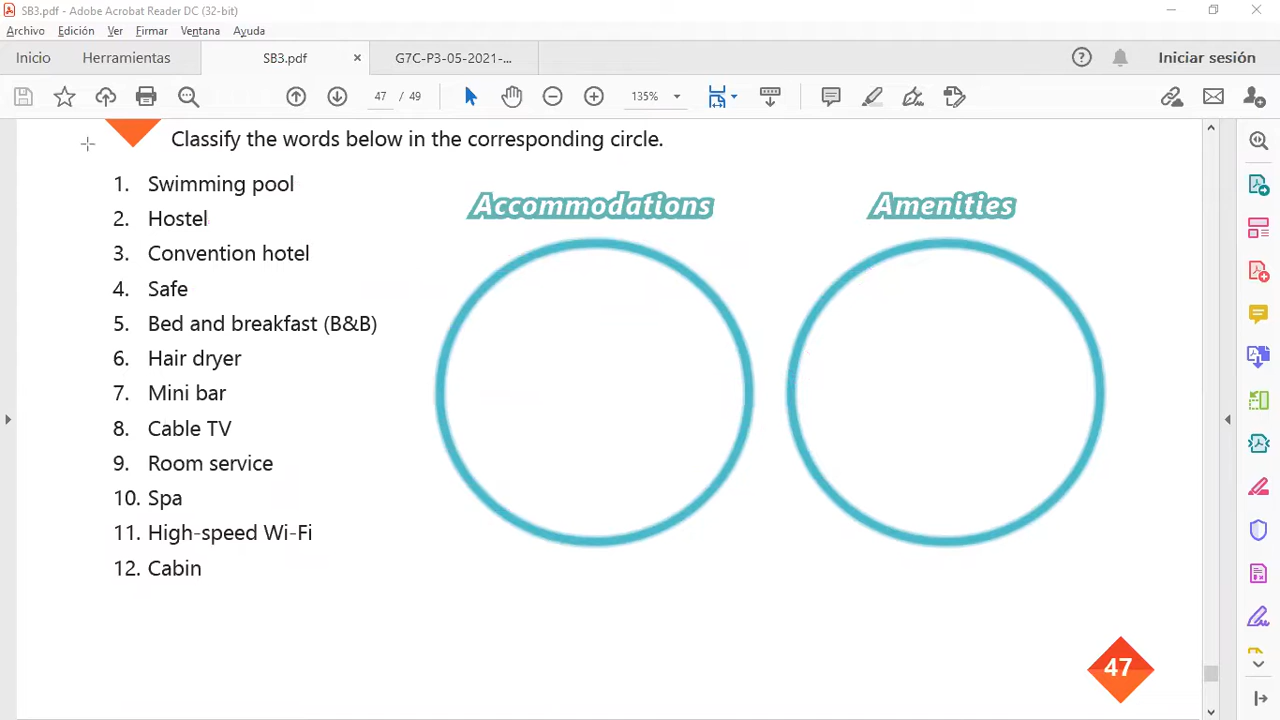 SB3.pdf - Adobe Acrobat Reader DC (32-bit)
Archivo Edición Ver Firmar Ventana Ayuda
Inicio Herramientas SB3.pdf × G7C-P3-05-2021-... Iniciar sesión
47 / 49 135%
Classify the words below in the corresponding circle.
1. Swimming pool
2. Hostel
3. Convention hotel
4. Safe
5. Bed and breakfast (B&B)
6. Hair dryer
7. Mini bar
8. Cable TV
9. Room service
10. Spa
11. High-speed Wi-Fi
12. Cabin
Accommodations
Amenities
47